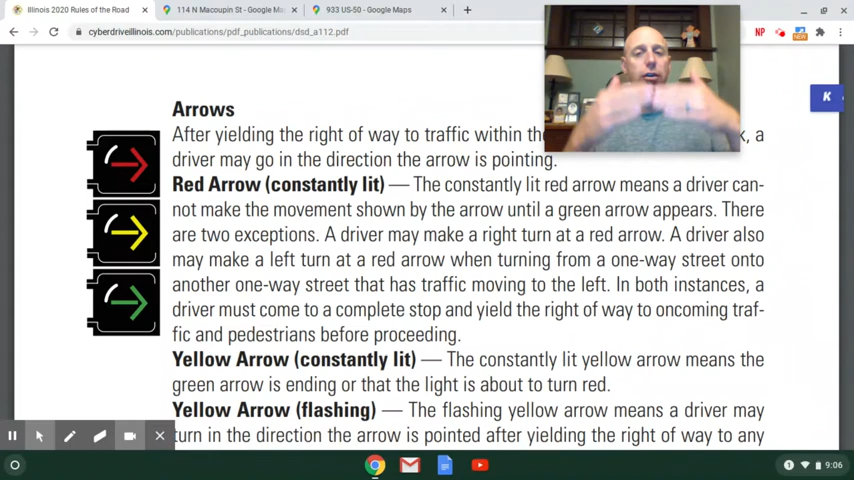 Illinois 2020 Rules of the Road
114 N Macoupin St - Google Ma
933 US-50 - Google Maps
cyberdriveillinois.com/publications/pdf_publications/dsd_a112.pdf
NP
NEW
K
Arrows
After yielding the right of way to traffic within the
k, a
driver may go in the direction the arrow is pointing.
Red Arrow (constantly lit) — The constantly lit red arrow means a driver can-
not make the movement shown by the arrow until a green arrow appears. There
are two exceptions. A driver may make a right turn at a red arrow. A driver also
may make a left turn at a red arrow when turning from a one-way street onto
another one-way street that has traffic moving to the left. In both instances, a
driver must come to a complete stop and yield the right of way to oncoming traf-
fic and pedestrians before proceeding.
Yellow Arrow (constantly lit) — The constantly lit yellow arrow means the
green arrow is ending or that the light is about to turn red.
Yellow Arrow (flashing) — The flashing yellow arrow means a driver may
turn in the direction the arrow is pointed after yielding the right of way to any
1
9:06